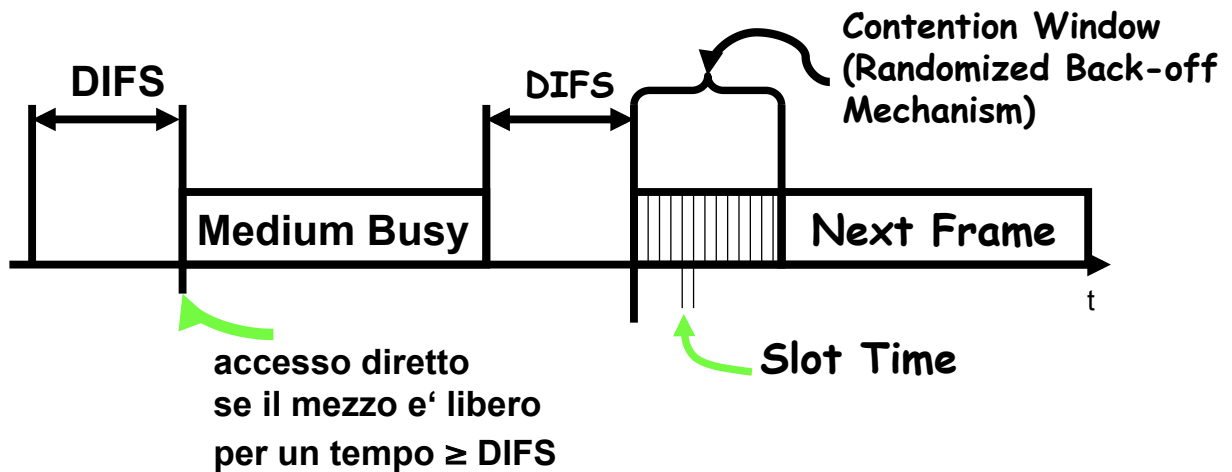 Contention Window
(Randomized Back-off
Mechanism)
DIFS
DIFS
Medium Busy
Next Frame
t
accesso diretto
se il mezzo e‘ libero
per un tempo ≥ DIFS
Slot Time